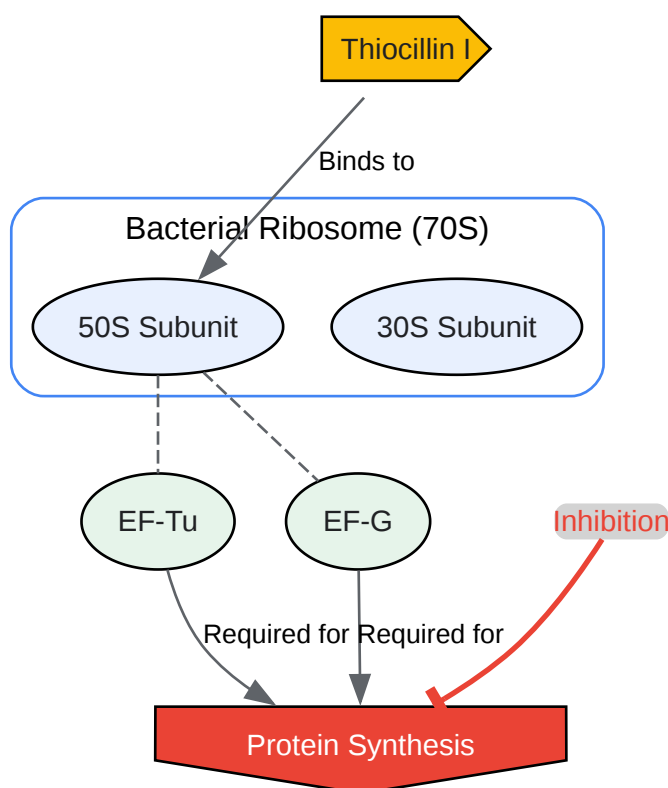 Thiocillin I
Binds to
Bacterial Ribosome (70S)
50S Subunit
30S Subunit
EF-Tu
EF-G
Inhibition
Required for
Required for
Protein Synthesis